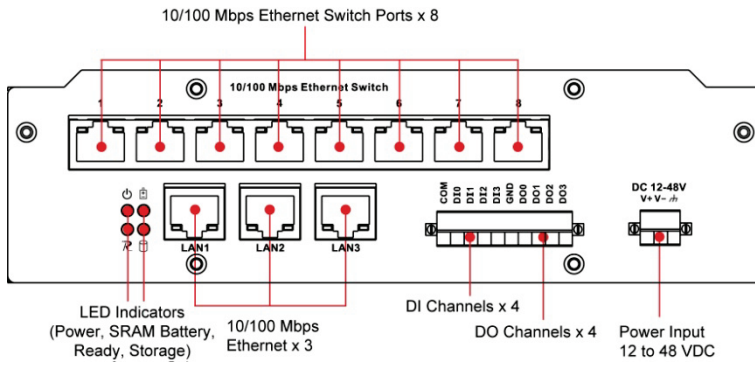 10/100 Mbps Ethernet Switch Ports x 8
10/100 Mbps Ethernet Switch
1 2 3 4 5 6 7 8
COM DI0 DI1 DI2 DI3 GND DO0 DO1 DO2 DO3
DC 12-48V
V+ V-
LAN1 LAN2 LAN3
DI Channels x 4
DO Channels x 4
LED Indicators
(Power, SRAM Battery,
Ready, Storage)
10/100 Mbps
Ethernet x 3
Power Input
12 to 48 VDC